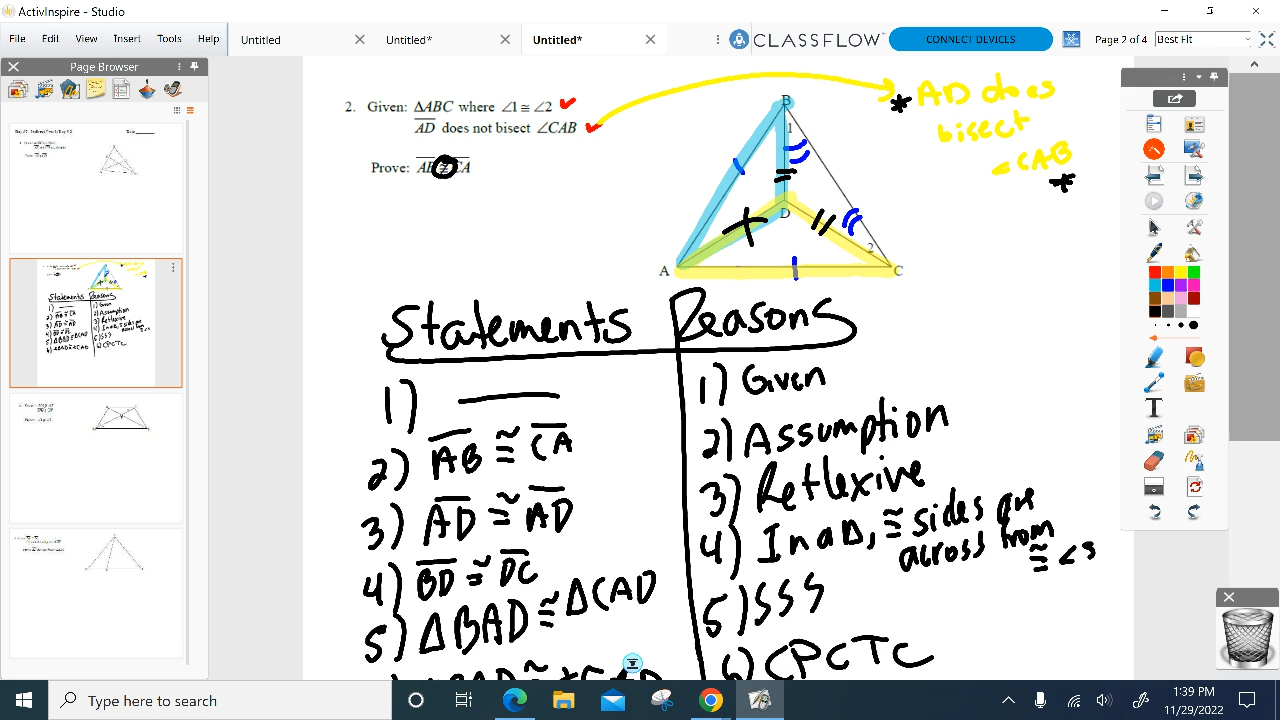 ActivInspire - Studio
File Edit View Insert Tools Help
Untitled
Untitled*
Untitled*
CLASSFLOW
CONNECT DEVICES
Page 2 of 4
Best Fit
Page Browser
2. Given: ΔABC where ∠1 ≅ ∠2
AD does not bisect ∠CAB
Prove: AB ≇ CA
* AD does
bisect
∠CAB
*
B
1
D
2
A
C
Statements Reasons
1) 1) Given
2) AB ≅ CA 2) Assumption
3) AD ≅ AD 3) Reflexive
4) BD ≅ DC 4) In a Δ, ≅ sides are
across from
≅ ∠s
5) ΔBAD ≅ ΔCAD 5) SSS
6) CPCTC
Type here to search
1:39 PM
11/29/2022